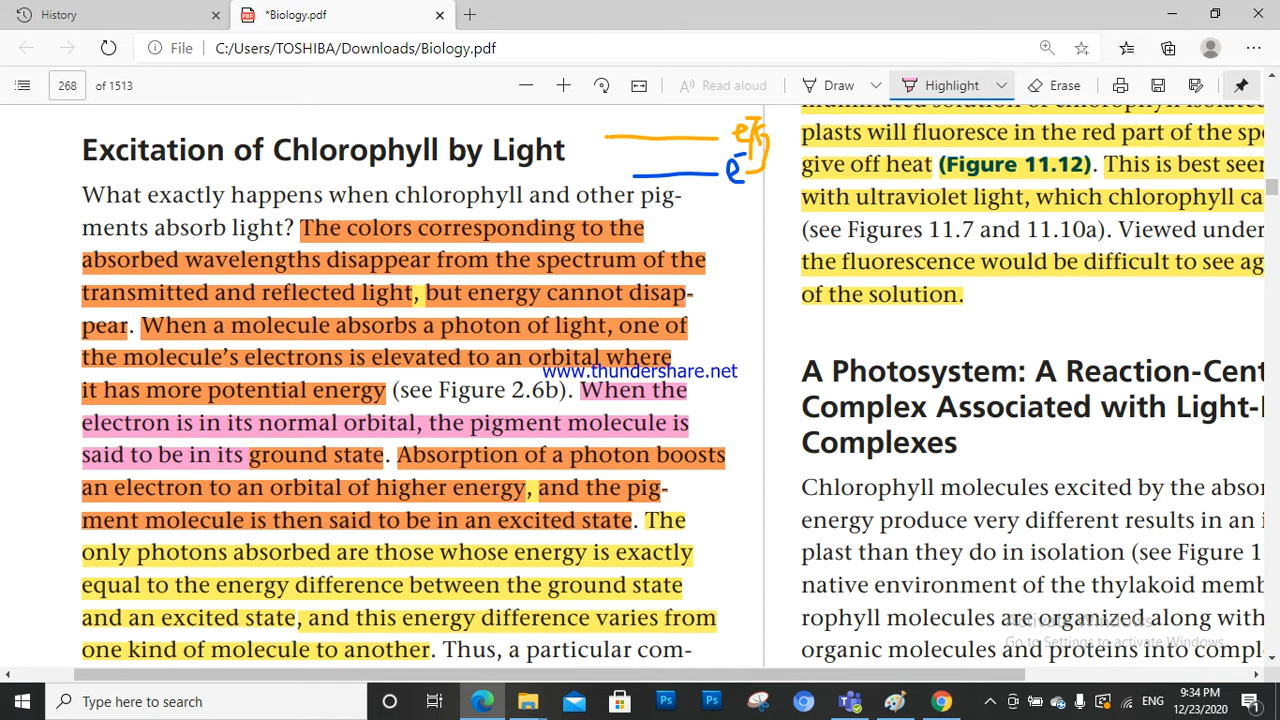 History
*Biology.pdf
File
C:/Users/TOSHIBA/Downloads/Biology.pdf
268
of 1513
Read aloud
Draw
Highlight
Erase
Excitation of Chlorophyll by Light
What exactly happens when chlorophyll and other pig-
ments absorb light? The colors corresponding to the
absorbed wavelengths disappear from the spectrum of the
transmitted and reflected light, but energy cannot disap-
pear. When a molecule absorbs a photon of light, one of
the molecule's electrons is elevated to an orbital where
it has more potential energy (see Figure 2.6b). When the
electron is in its normal orbital, the pigment molecule is
said to be in its ground state. Absorption of a photon boosts
an electron to an orbital of higher energy, and the pig-
ment molecule is then said to be in an excited state. The
only photons absorbed are those whose energy is exactly
equal to the energy difference between the ground state
and an excited state, and this energy difference varies from
one kind of molecule to another. Thus, a particular com-
e
www.thundershare.net
illuminated solution of chlorophyll isolated
plasts will fluoresce in the red part of the spe
give off heat (Figure 11.12). This is best seer
with ultraviolet light, which chlorophyll ca
(see Figures 11.7 and 11.10a). Viewed under
the fluorescence would be difficult to see ag
of the solution.
A Photosystem: A Reaction-Cent
Complex Associated with Light-
Complexes
Chlorophyll molecules excited by the absor
energy produce very different results in an i
plast than they do in isolation (see Figure 1
native environment of the thylakoid memb
rophyll molecules are organized along with
organic molecules and proteins into compl
Activate Windows
Go to Settings to activate Windows.
Type here to search
ENG
9:34 PM
12/23/2020